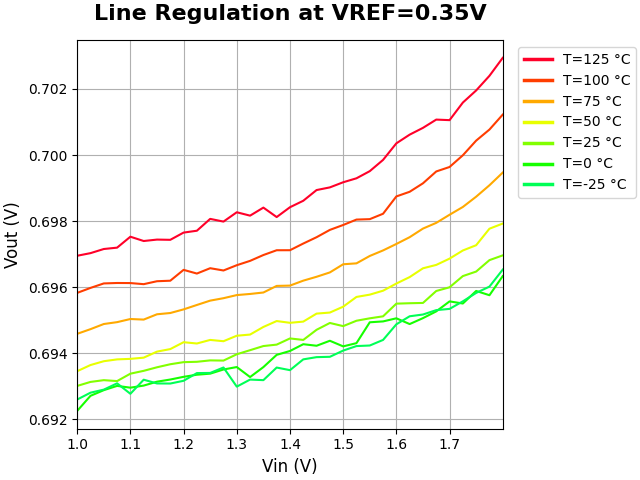 Line Regulation at VREF=0.35V
Vout (V)
0.702
0.700
0.698
0.696
0.694
0.692
1.0 1.1 1.2 1.3 1.4 1.5 1.6 1.7
Vin (V)
T=125 °C
T=100 °C
T=75 °C
T=50 °C
T=25 °C
T=0 °C
T=-25 °C